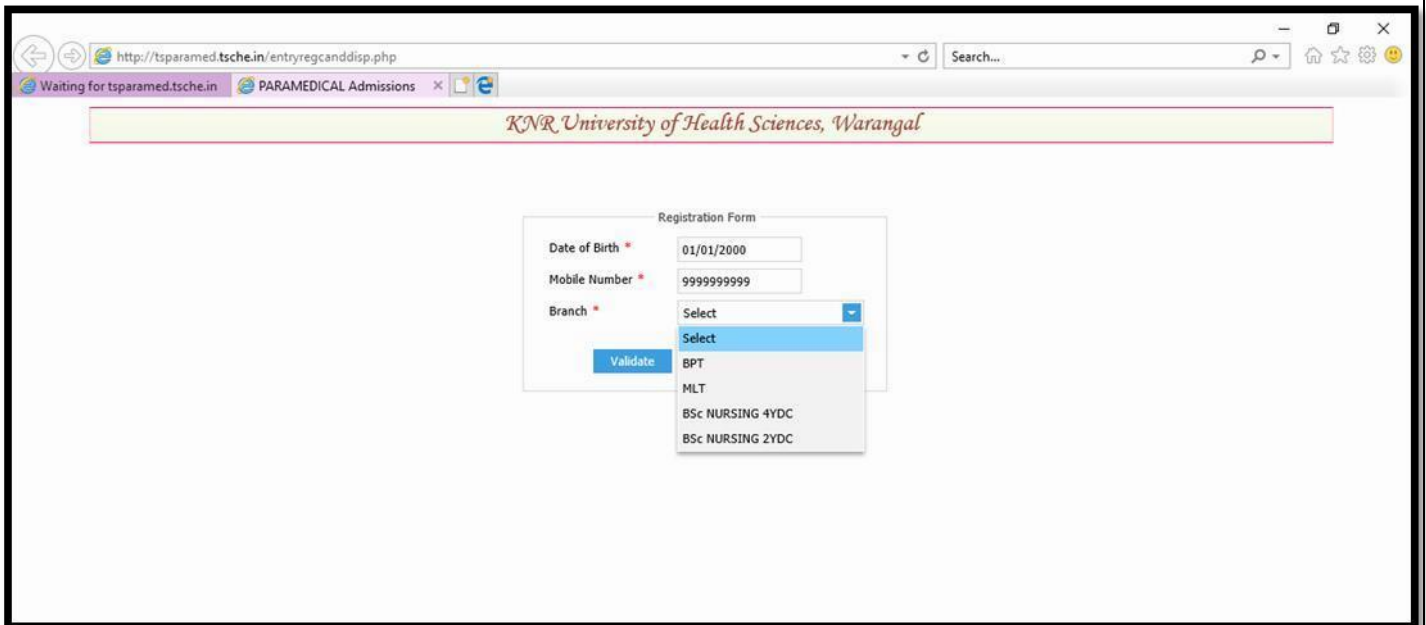 http://tsparamed.tsche.in/entryregcanddisp.php
Search...
Waiting for tsparamed.tsche.in
PARAMEDICAL Admissions
KNR University of Health Sciences, Warangal
Registration Form
Date of Birth * 01/01/2000
Mobile Number * 9999999999
Branch * Select
Select
Validate
BPT
MLT
BSc NURSING 4YDC
BSc NURSING 2YDC